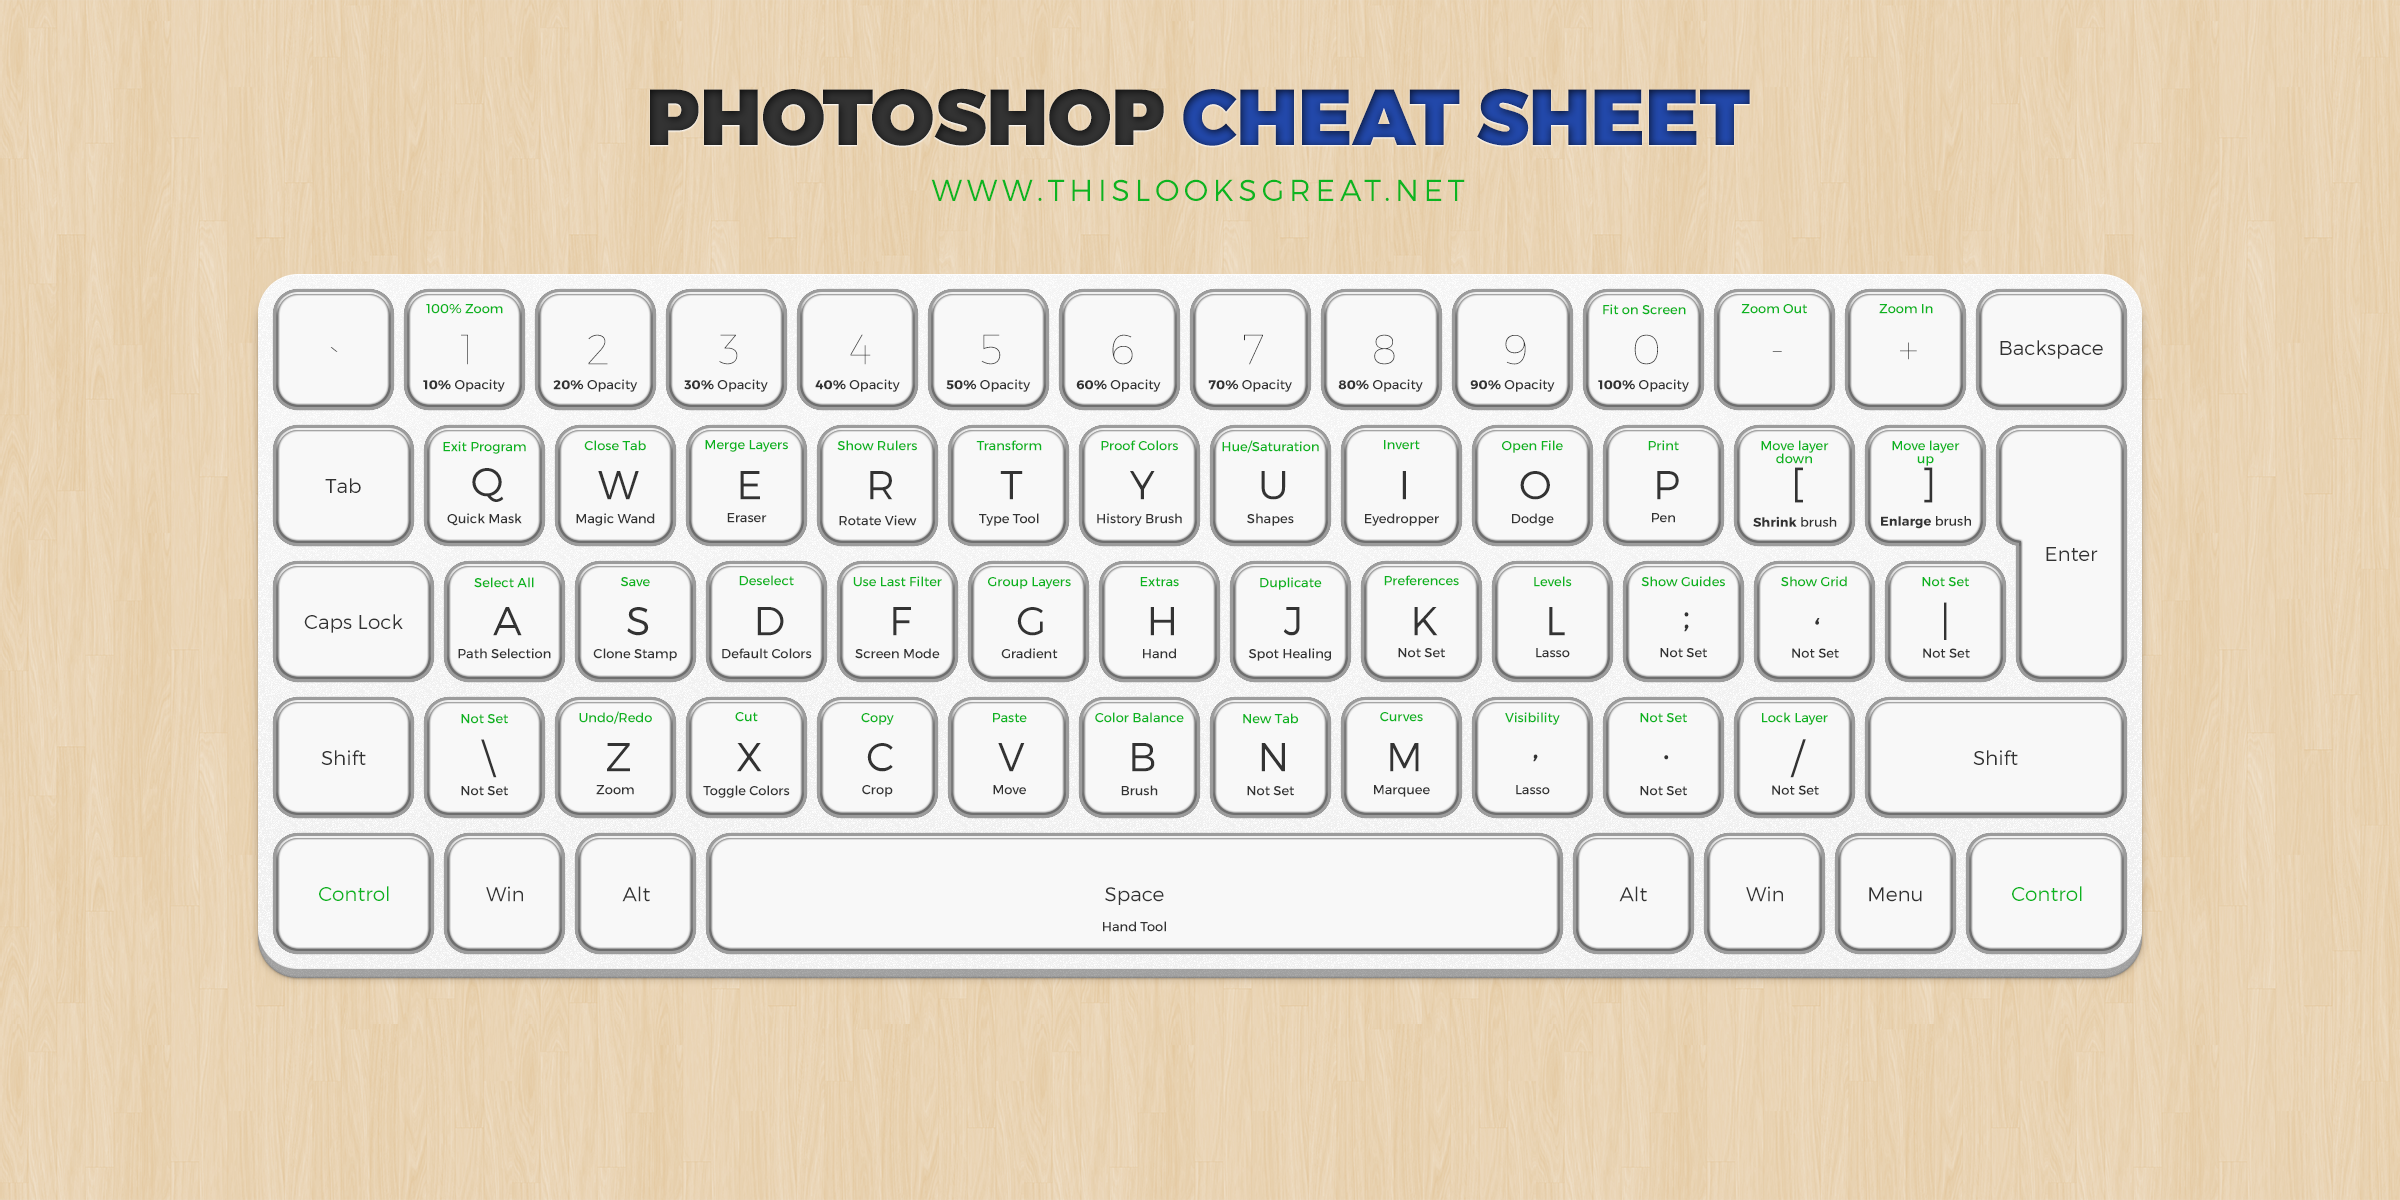 PHOTOSHOP CHEAT SHEET
WWW.THISLOOKSGREAT.NET
100% Zoom Fit on Screen Zoom Out Zoom In
` 1 2 3 4 5 6 7 8 9 0 - + Backspace
10% Opacity 20% Opacity 30% Opacity 40% Opacity 50% Opacity 60% Opacity 70% Opacity 80% Opacity 90% Opacity 100% Opacity
Exit Program Close Tab Merge Layers Show Rulers Transform Proof Colors Hue/Saturation Invert Open File Print Move layer down Move layer up
Tab Q W E R T Y U I O P [ ]
Quick Mask Magic Wand Eraser Rotate View Type Tool History Brush Shapes Eyedropper Dodge Pen Shrink brush Enlarge brush
Enter
Select All Save Deselect Use Last Filter Group Layers Extras Duplicate Preferences Levels Show Guides Show Grid Not Set
Caps Lock A S D F G H J K L ; ‘ |
Path Selection Clone Stamp Default Colors Screen Mode Gradient Hand Spot Healing Not Set Lasso Not Set Not Set Not Set
Not Set Undo/Redo Cut Copy Paste Color Balance New Tab Curves Visibility Not Set Lock Layer
Shift \ Z X C V B N M , . / Shift
Not Set Zoom Toggle Colors Crop Move Brush Not Set Marquee Lasso Not Set Not Set
Control Win Alt Space Alt Win Menu Control
Hand Tool